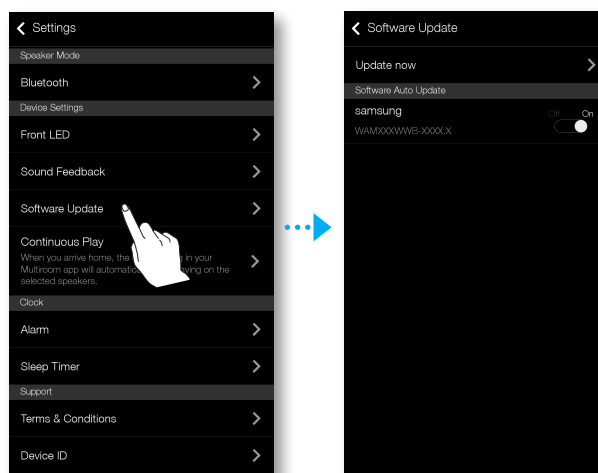 Settings
Speaker Mode
Bluetooth
Device Settings
Front LED
Sound Feedback
Software Update
Continuous Play
When you arrive home, the in your
Multiroom app will automatica aying on the
selected speakers.
Clock
Alarm
Sleep Timer
Support
Terms & Conditions
Device ID
Software Update
Update now
Software Auto Update
samsung
Off On
WAMXXXWWB-XXXX.X